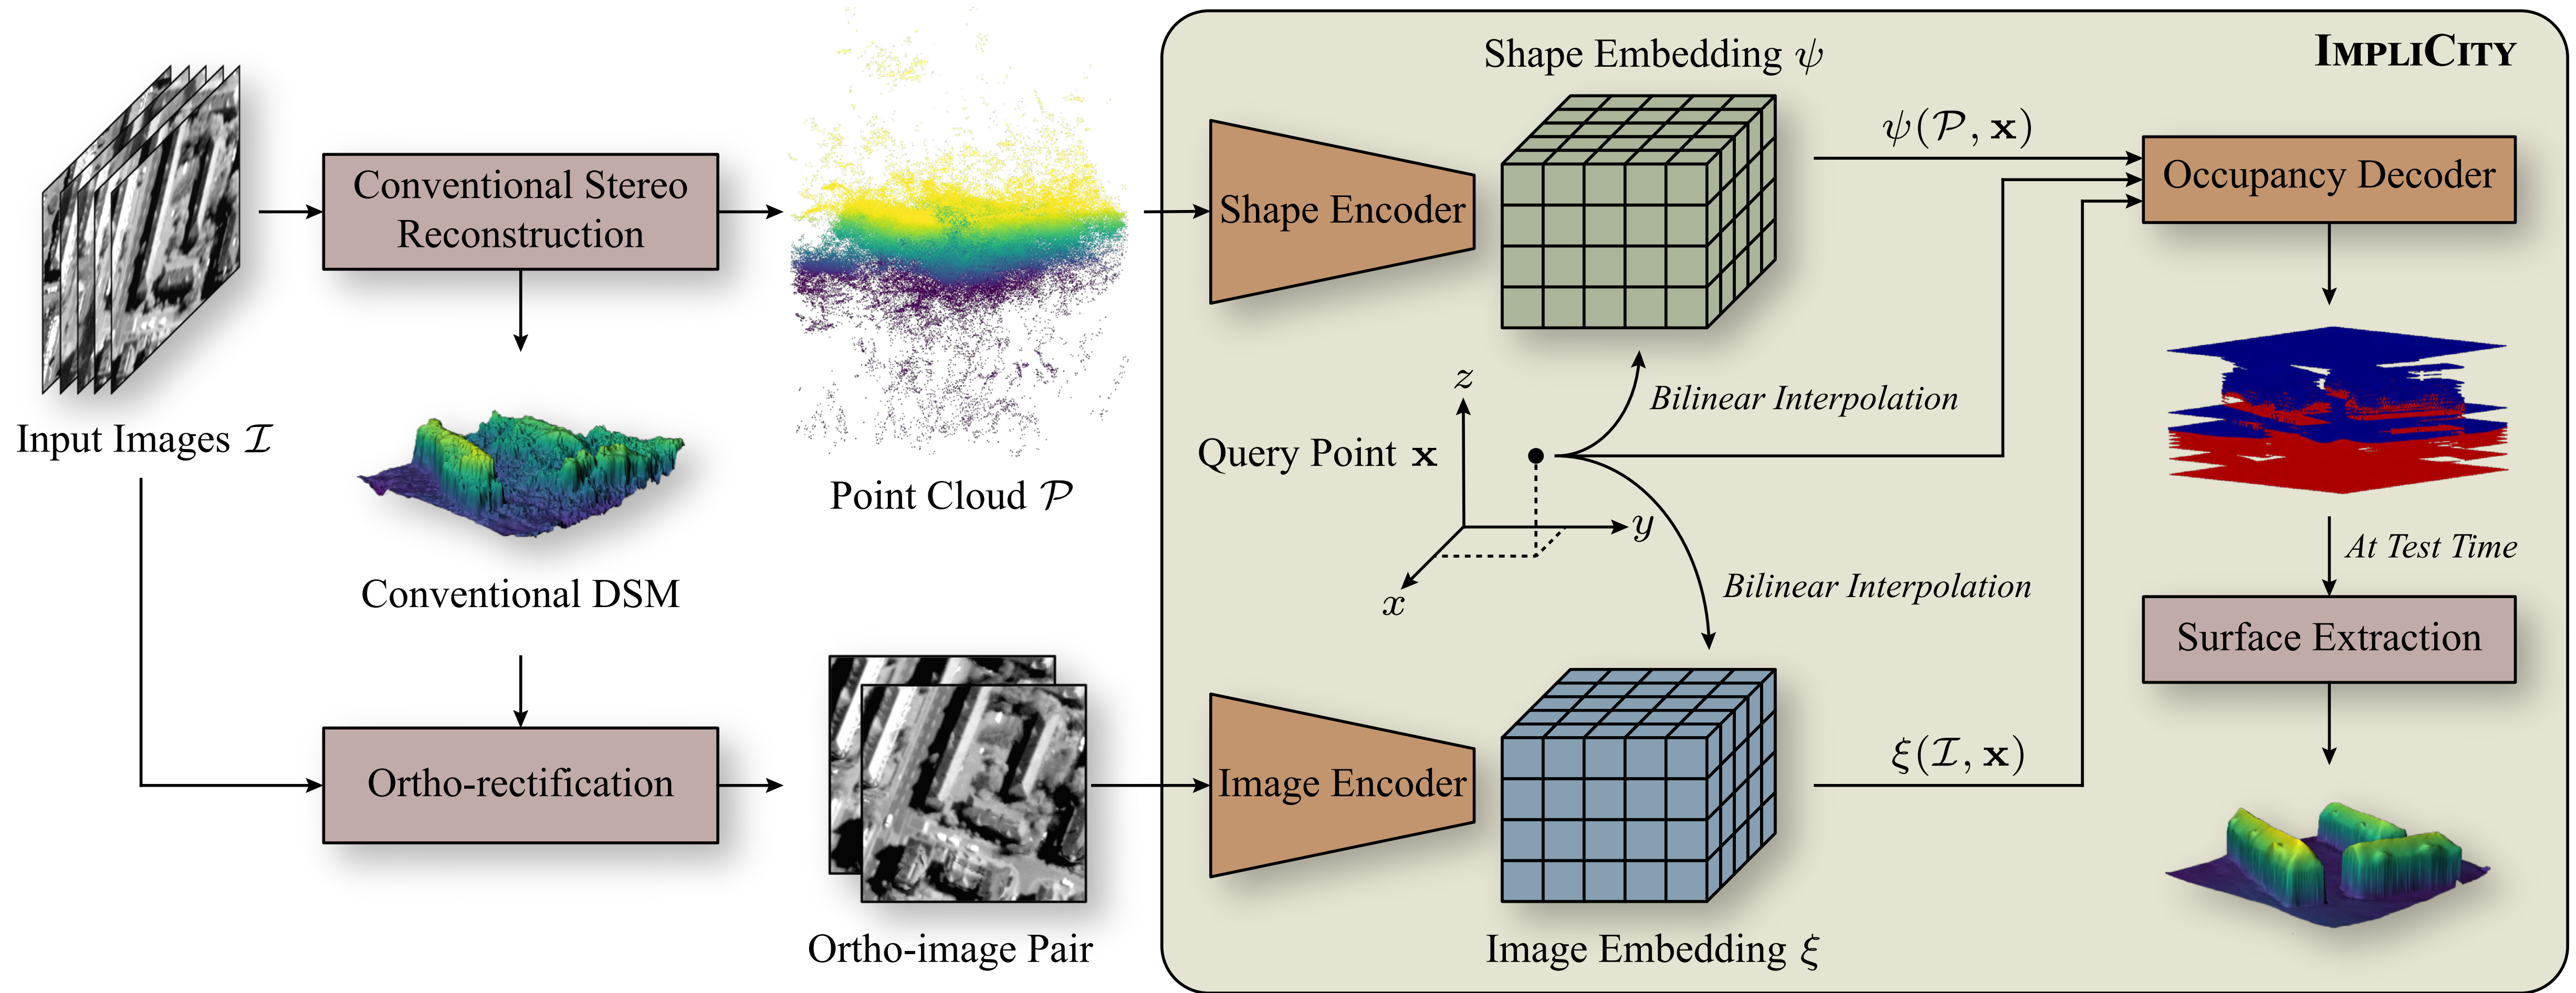 IMPLICITY
Shape Embedding ψ
ψ(𝒫, x)
Conventional Stereo
Reconstruction
Shape Encoder
Occupancy Decoder
Input Images ℐ
Point Cloud 𝒫
z
Bilinear Interpolation
Query Point x
y
x
At Test Time
Conventional DSM
Bilinear Interpolation
Surface Extraction
Ortho-rectification
Image Encoder
ξ(ℐ, x)
Ortho-image Pair
Image Embedding ξ